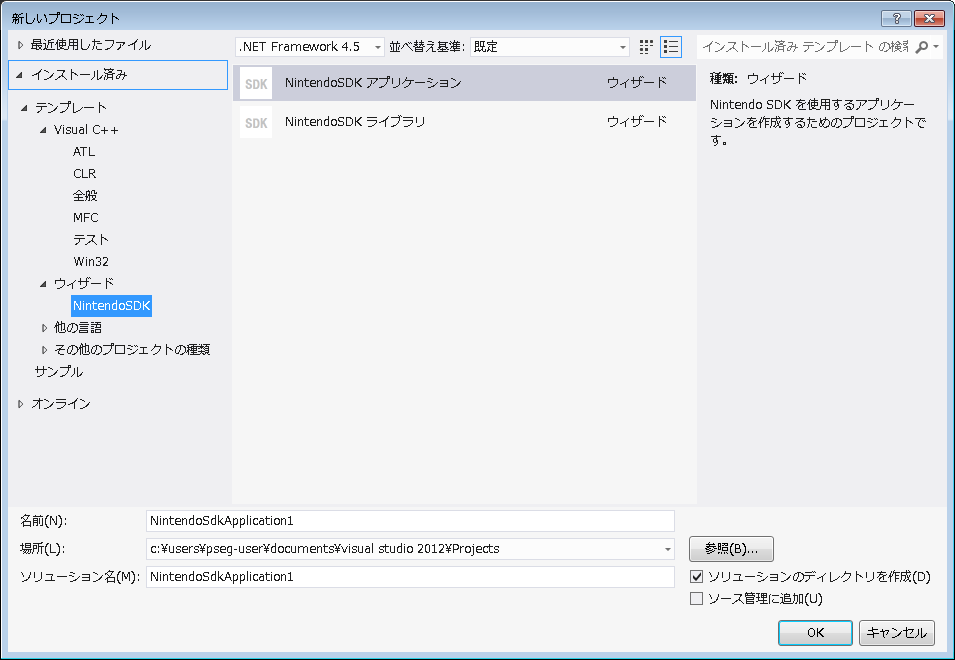 新しいプロジェクト
?
最近使用したファイル
.NET Framework 4.5
並べ替え基準:
既定
インストール済み テンプレート の検索
インストール済み
テンプレート
Visual C++
ATL
CLR
全般
MFC
テスト
Win32
ウィザード
NintendoSDK
他の言語
その他のプロジェクトの種類
サンプル
オンライン
SDK NintendoSDK アプリケーション ウィザード
SDK NintendoSDK ライブラリ ウィザード
種類: ウィザード
Nintendo SDK を使用するアプリケー
ションを作成するためのプロジェクトで
す。
名前(N): NintendoSdkApplication1
場所(L): c:¥users¥pseg-user¥documents¥visual studio 2012¥Projects
参照(B)...
ソリューション名(M): NintendoSdkApplication1
ソリューションのディレクトリを作成(D)
ソース管理に追加(U)
OK キャンセル